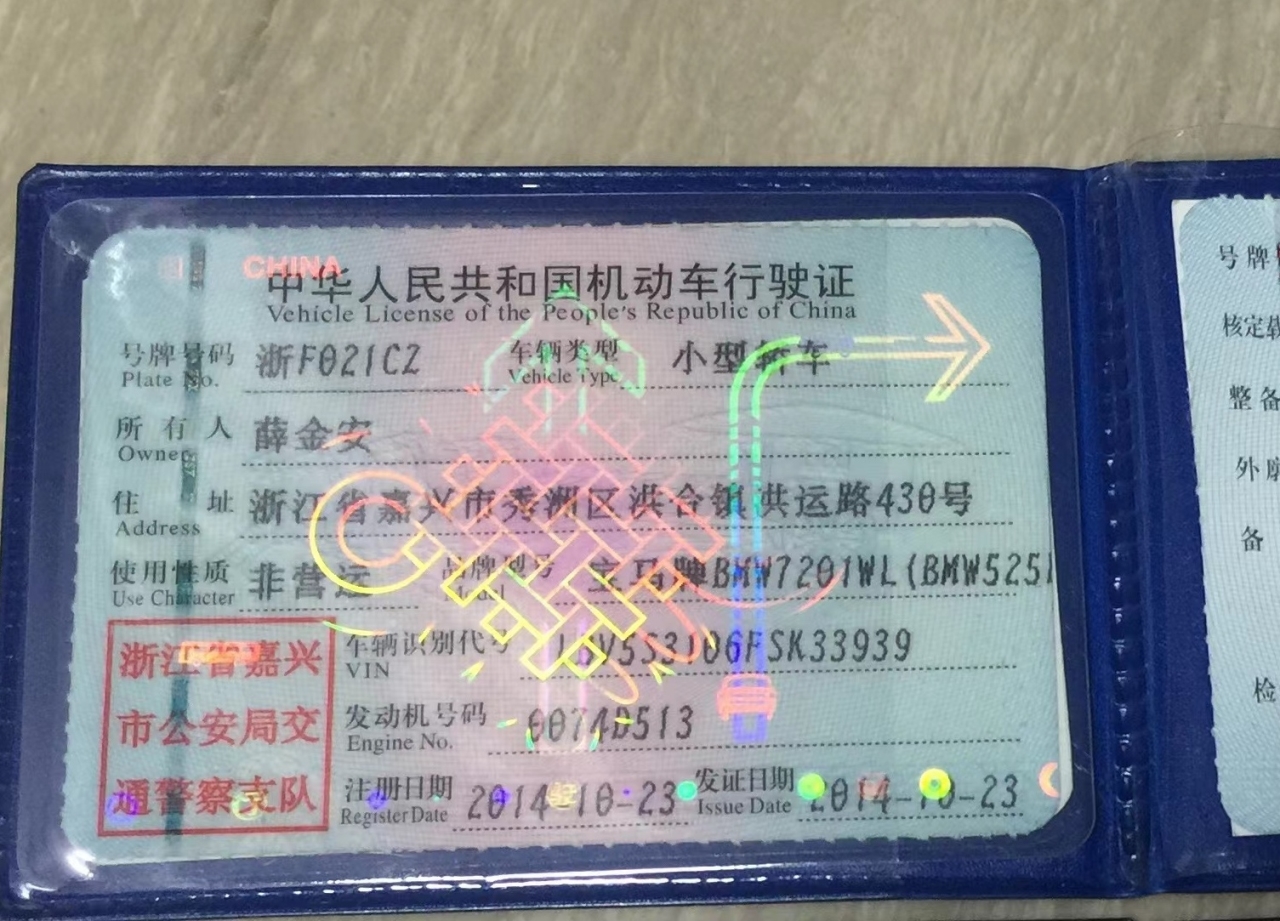 CHINA
中华人民共和国机动车行驶证
Vehicle License of the People's Republic of China
号牌号码 浙F021CZ 车辆类型 小型轿车
Plate No. Vehicle Type
所有人 薛金安
Owner
住址 浙江省嘉兴市秀洲区洪合镇洪运路430号
Address
使用性质 非营运 品牌型号 宝马牌BMW7201WL(BMW525l
Use Character Model
浙江省嘉兴
市公安局交
通警察支队
车辆识别代号
VIN
发动机号码 0074D513
Engine No.
注册日期 2014-10-23 发证日期 2014-10-23
Register Date Issue Date
号牌
核定载
整备
外廓
备
检